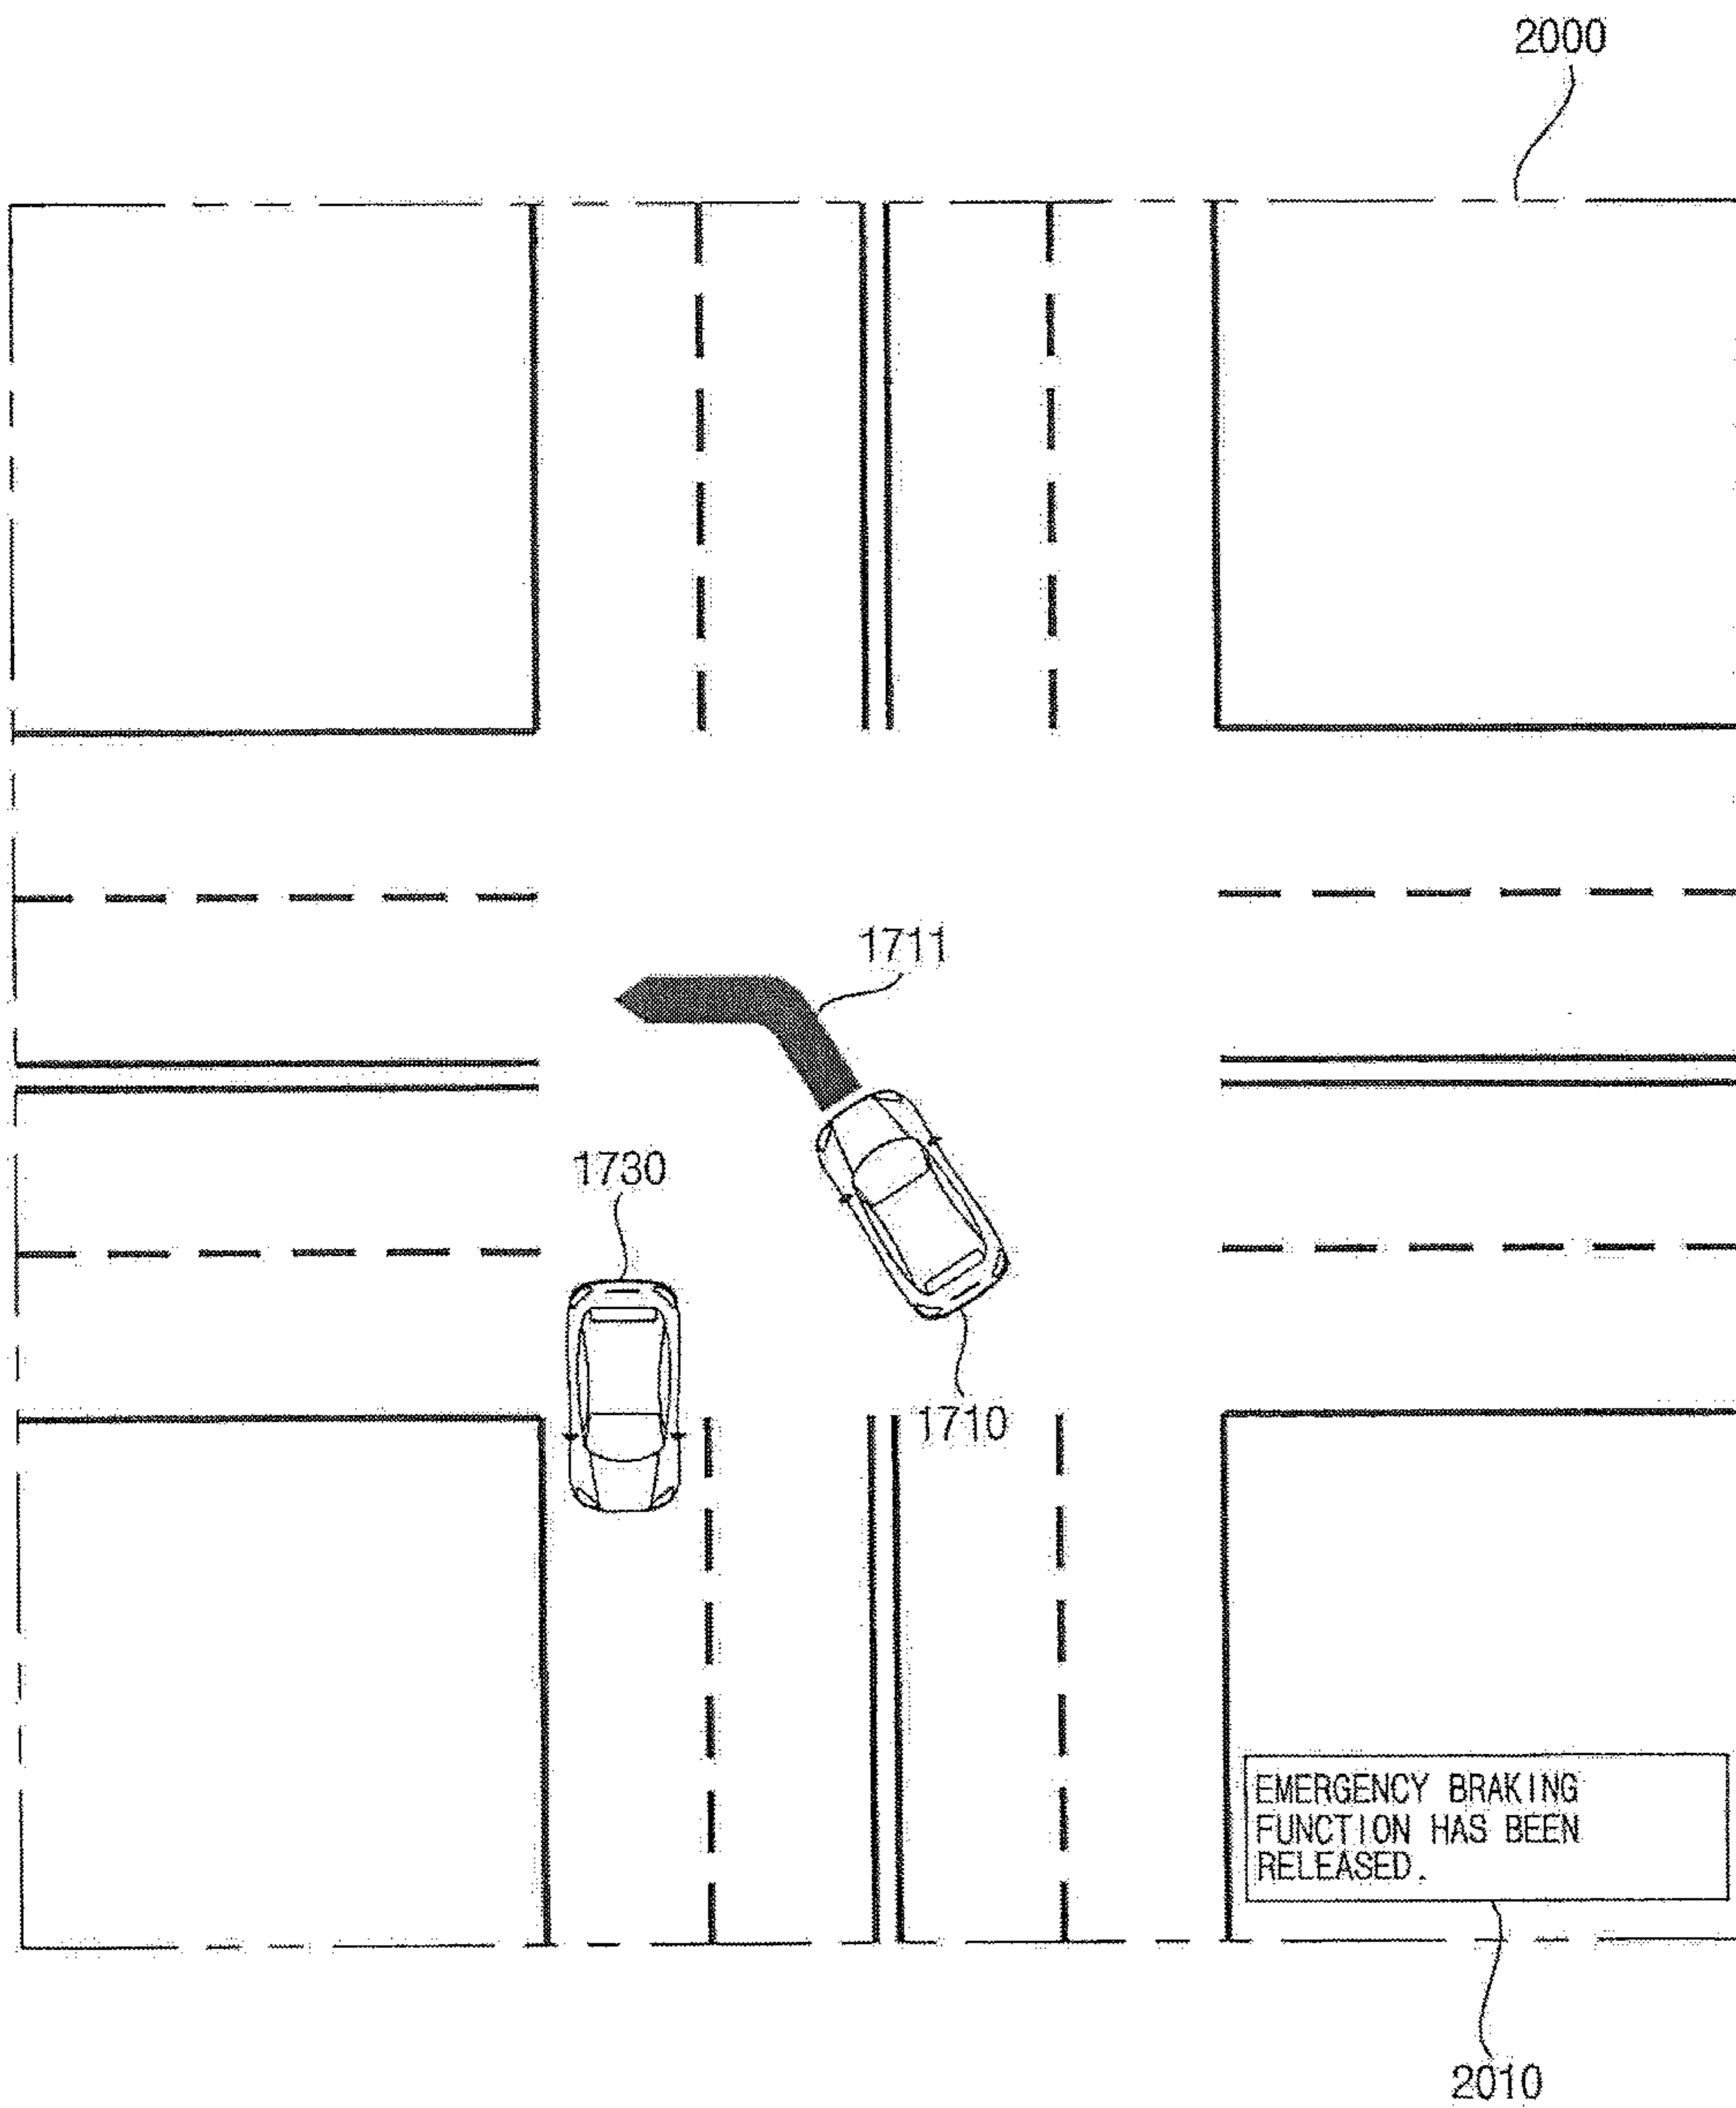 2000
1711
1730
1710
EMERGENCY BRAKING
FUNCTION HAS BEEN
RELEASED.
2010